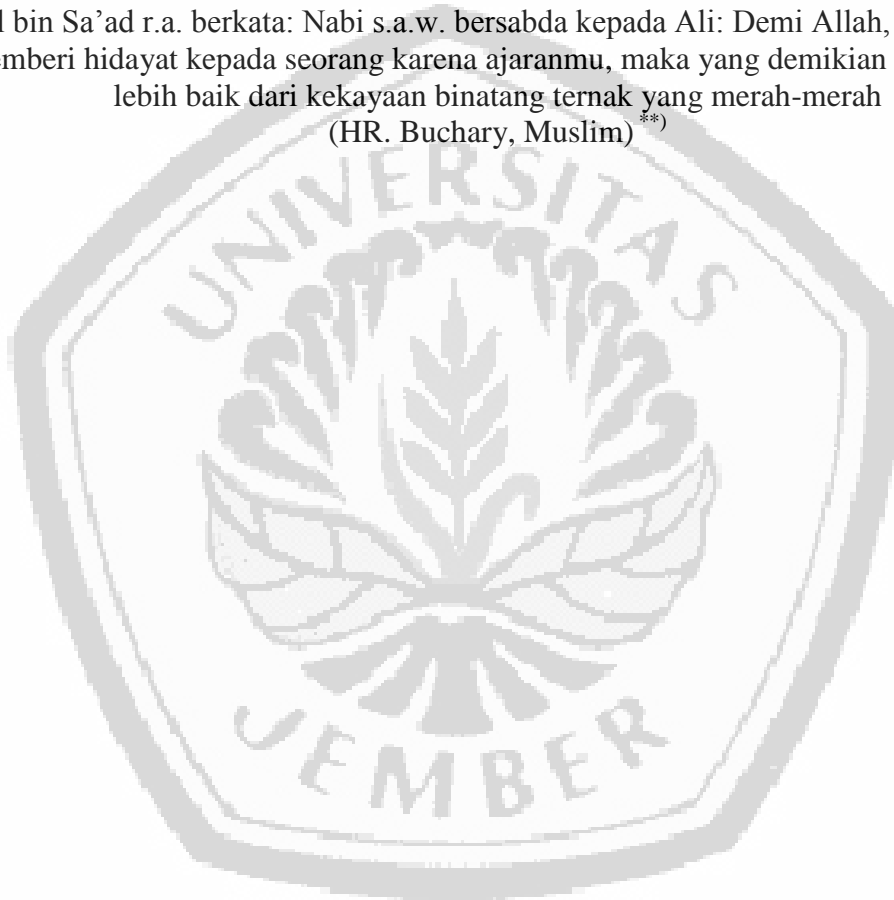 bin Sa’ad r.a. berkata: Nabi s.a.w. bersabda kepada Ali: Demi Allah,
hidayat kepada seorang karena ajaranmu, maka yang demikian
lebih baik dari kekayaan binatang ternak yang merah-merah
(HR. Buchary, Muslim) **)
UNIVERSITAS
JEMBER